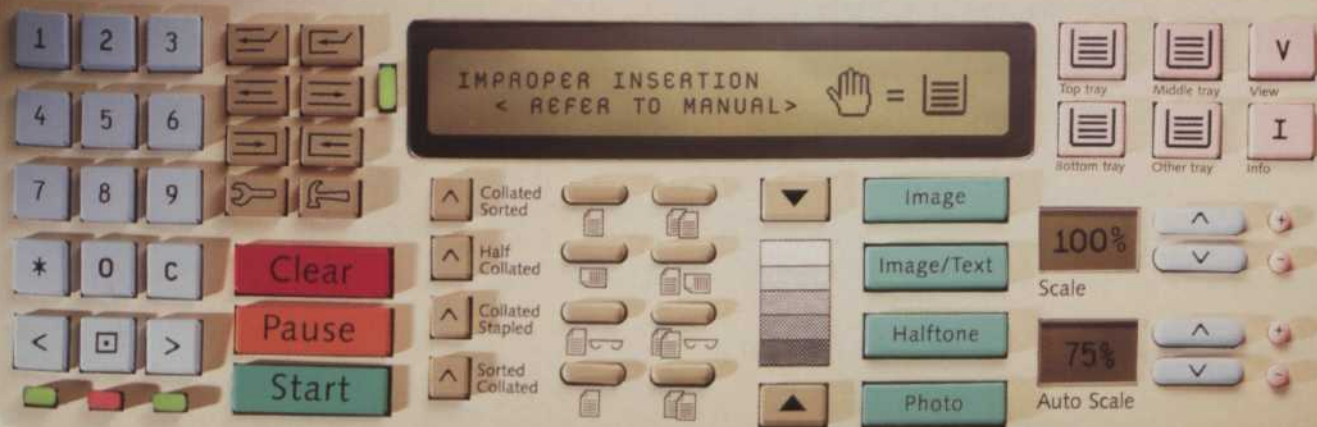 1 2 3
4 5 6
7 8 9
* 0 C
< >
Clear
Pause
Start
IMPROPER INSERTION
< REFER TO MANUAL>
=
^ Collated
Sorted
^ Half
Collated
^ Collated
Stapled
^ Sorted
Collated
Image
Image/Text
Halftone
Photo
Top tray
Middle tray
V
View
Bottom tray
Other tray
I
Info
100%
Scale
75%
Auto Scale
+
-
+
-